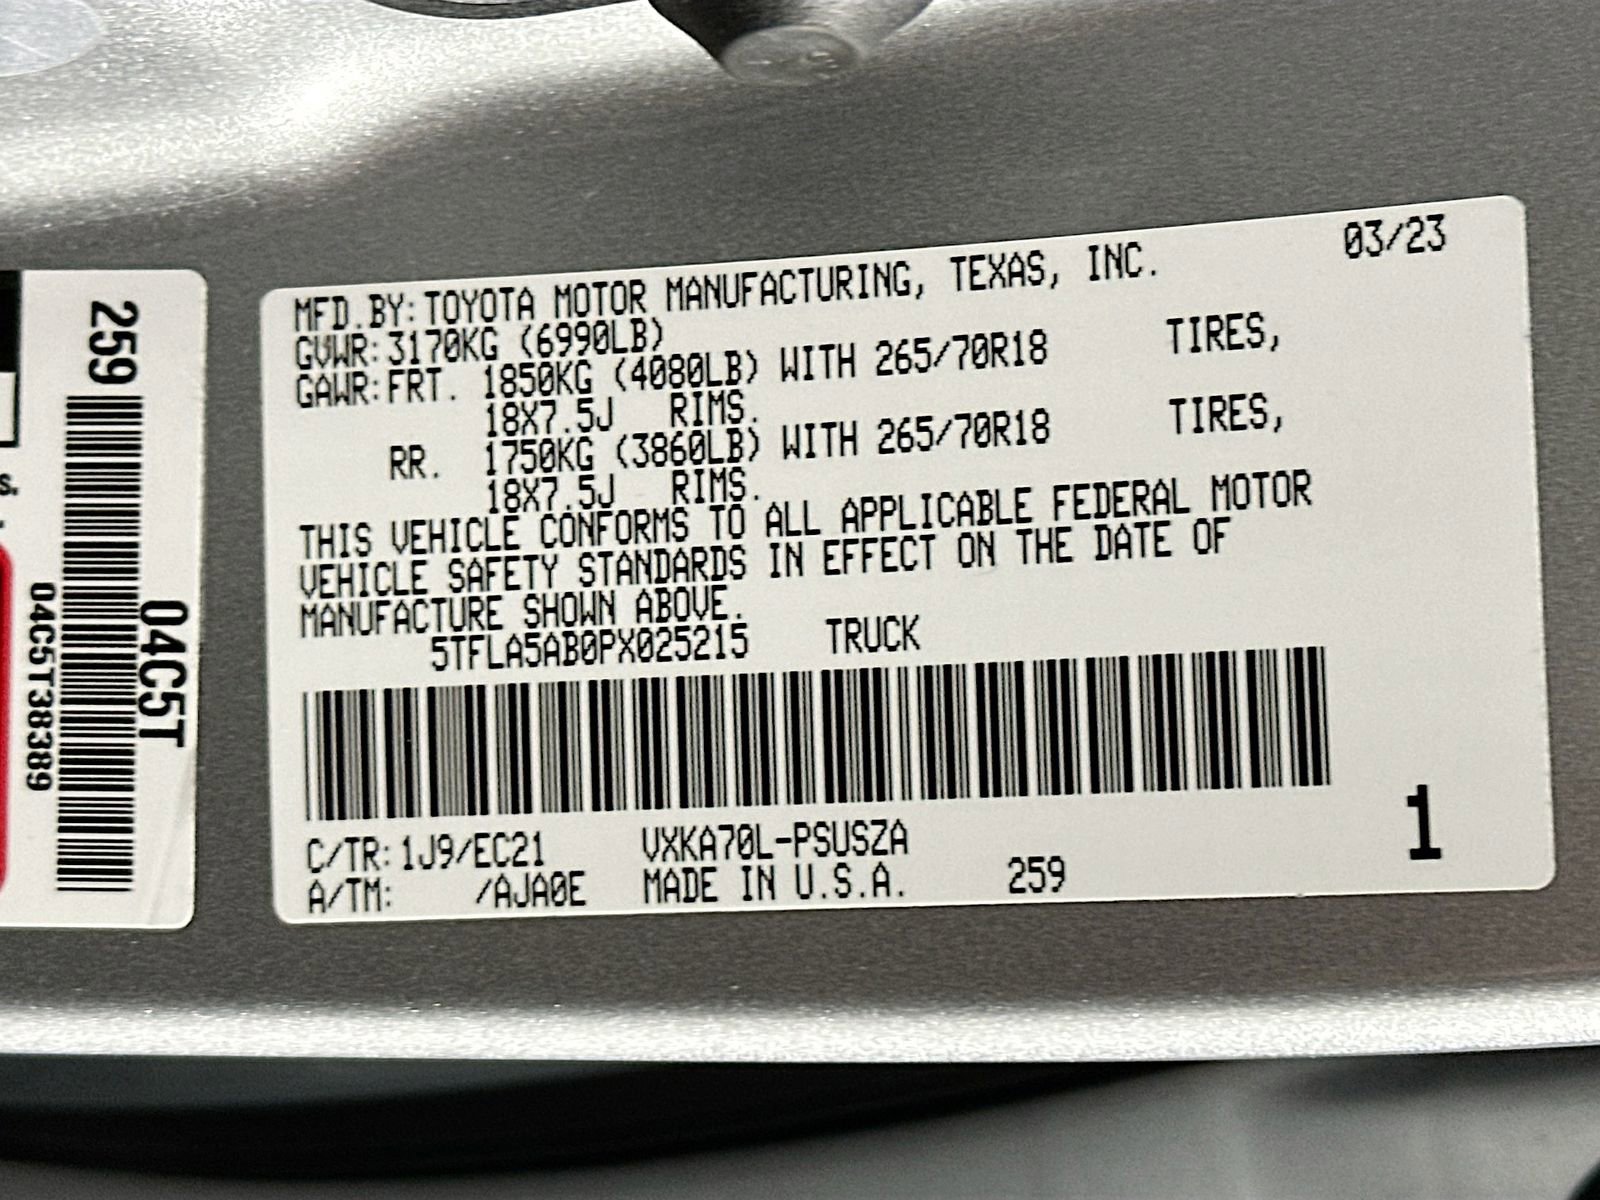 MFD.BY:TOYOTA MOTOR MANUFACTURING, TEXAS, INC. 03/23
GVWR:3170KG (6990LB)
GAWR:FRT. 1850KG (4080LB) WITH 265/70R18 TIRES,
18X7.5J RIMS.
RR. 1750KG (3860LB) WITH 265/70R18 TIRES,
18X7.5J RIMS.
THIS VEHICLE CONFORMS TO ALL APPLICABLE FEDERAL MOTOR
VEHICLE SAFETY STANDARDS IN EFFECT ON THE DATE OF
MANUFACTURE SHOWN ABOVE.
5TFLA5AB0PX025215 TRUCK
C/TR:1J9/EC21 VXKA70L-PSUSZA
A/TM: /AJA0E MADE IN U.S.A. 259
1
259
04C5T
04C5T38389
s.